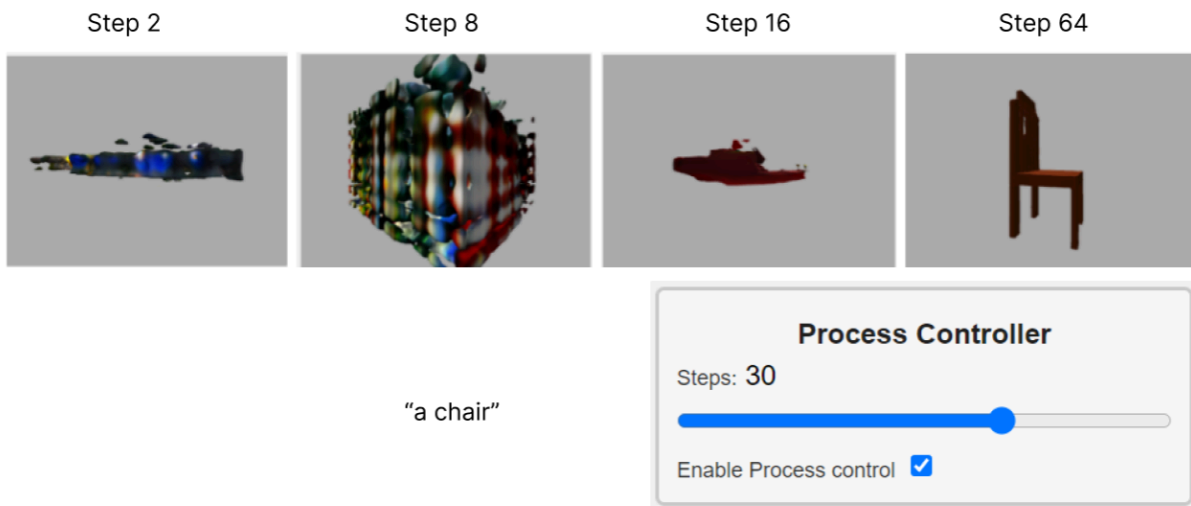 Step 2
Step 8
Step 16
Step 64
“a chair”
Process Controller
Steps: 30
Enable Process control